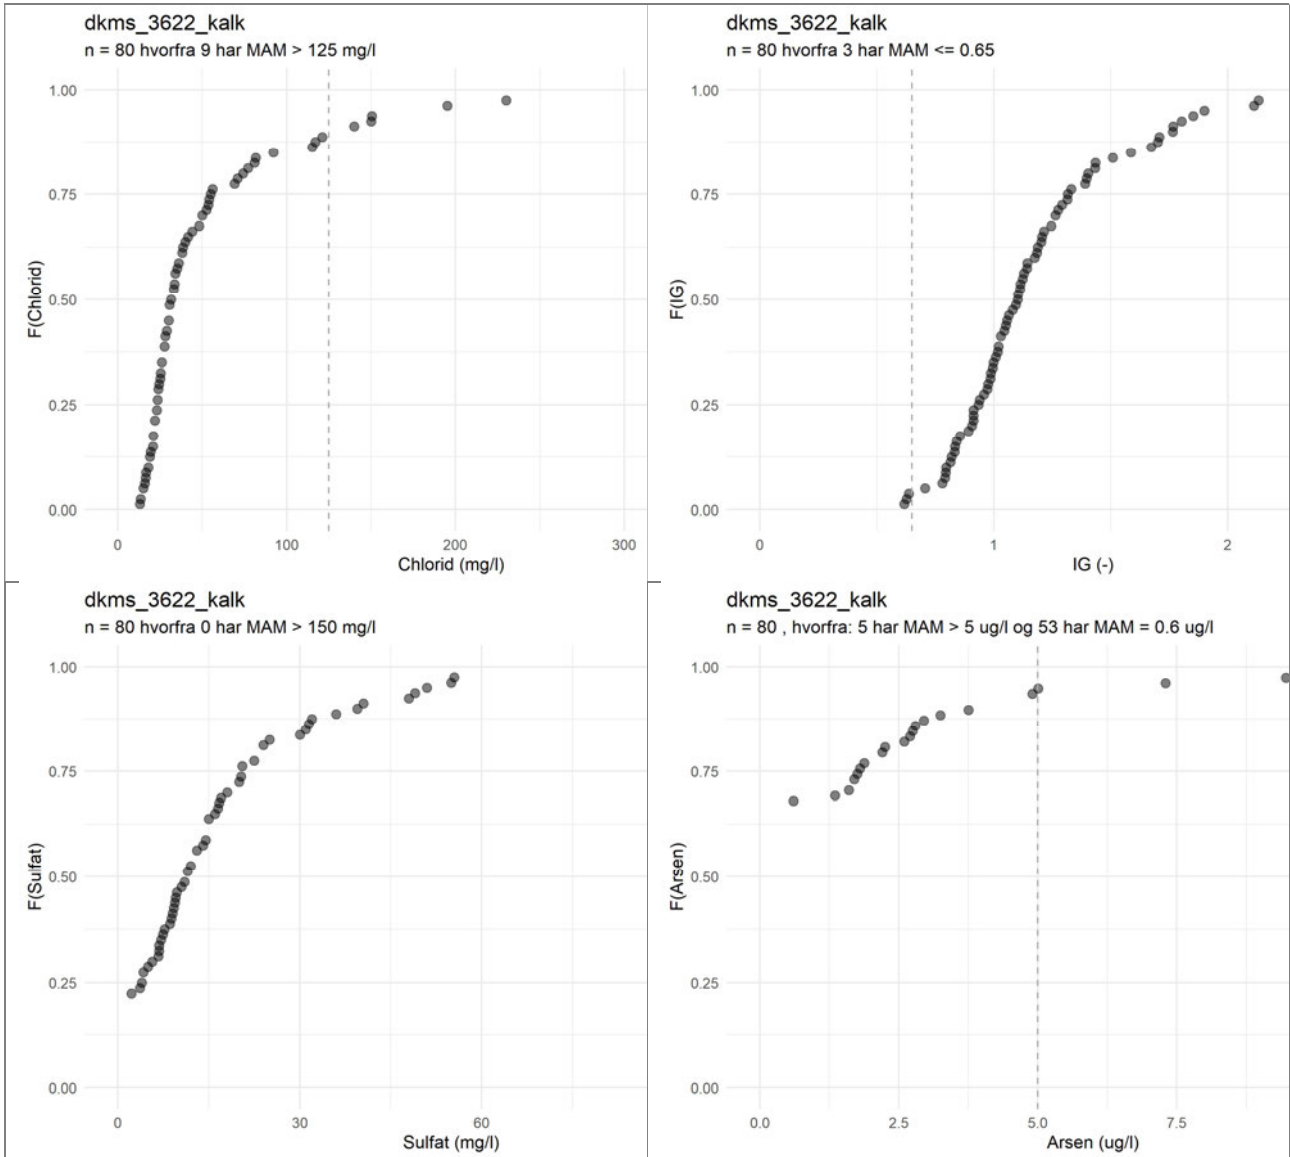 dkms_3622_kalk
n = 80 hvorfra 9 har MAM > 125 mg/l
1.00
0.75
0.50
0.25
0.00
F(Chlorid)
0 100 200 300
Chlorid (mg/l)
dkms_3622_kalk
n = 80 hvorfra 3 har MAM <= 0.65
1.00
0.75
0.50
0.25
0.00
F(IG)
0 1 2
IG (-)
dkms_3622_kalk
n = 80 hvorfra 0 har MAM > 150 mg/l
1.00
0.75
0.50
0.25
0.00
F(Sulfat)
0 30 60
Sulfat (mg/l)
dkms_3622_kalk
n = 80 , hvorfra: 5 har MAM > 5 ug/l og 53 har MAM = 0.6 ug/l
1.00
0.75
0.50
0.25
0.00
F(Arsen)
0.0 2.5 5.0 7.5
Arsen (ug/l)